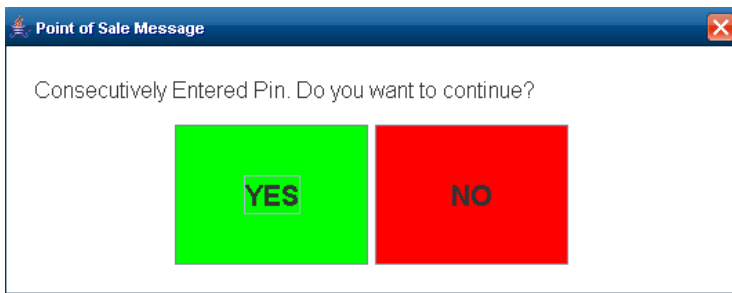 Point of Sale Message
Consecutively Entered Pin. Do you want to continue?
YES NO